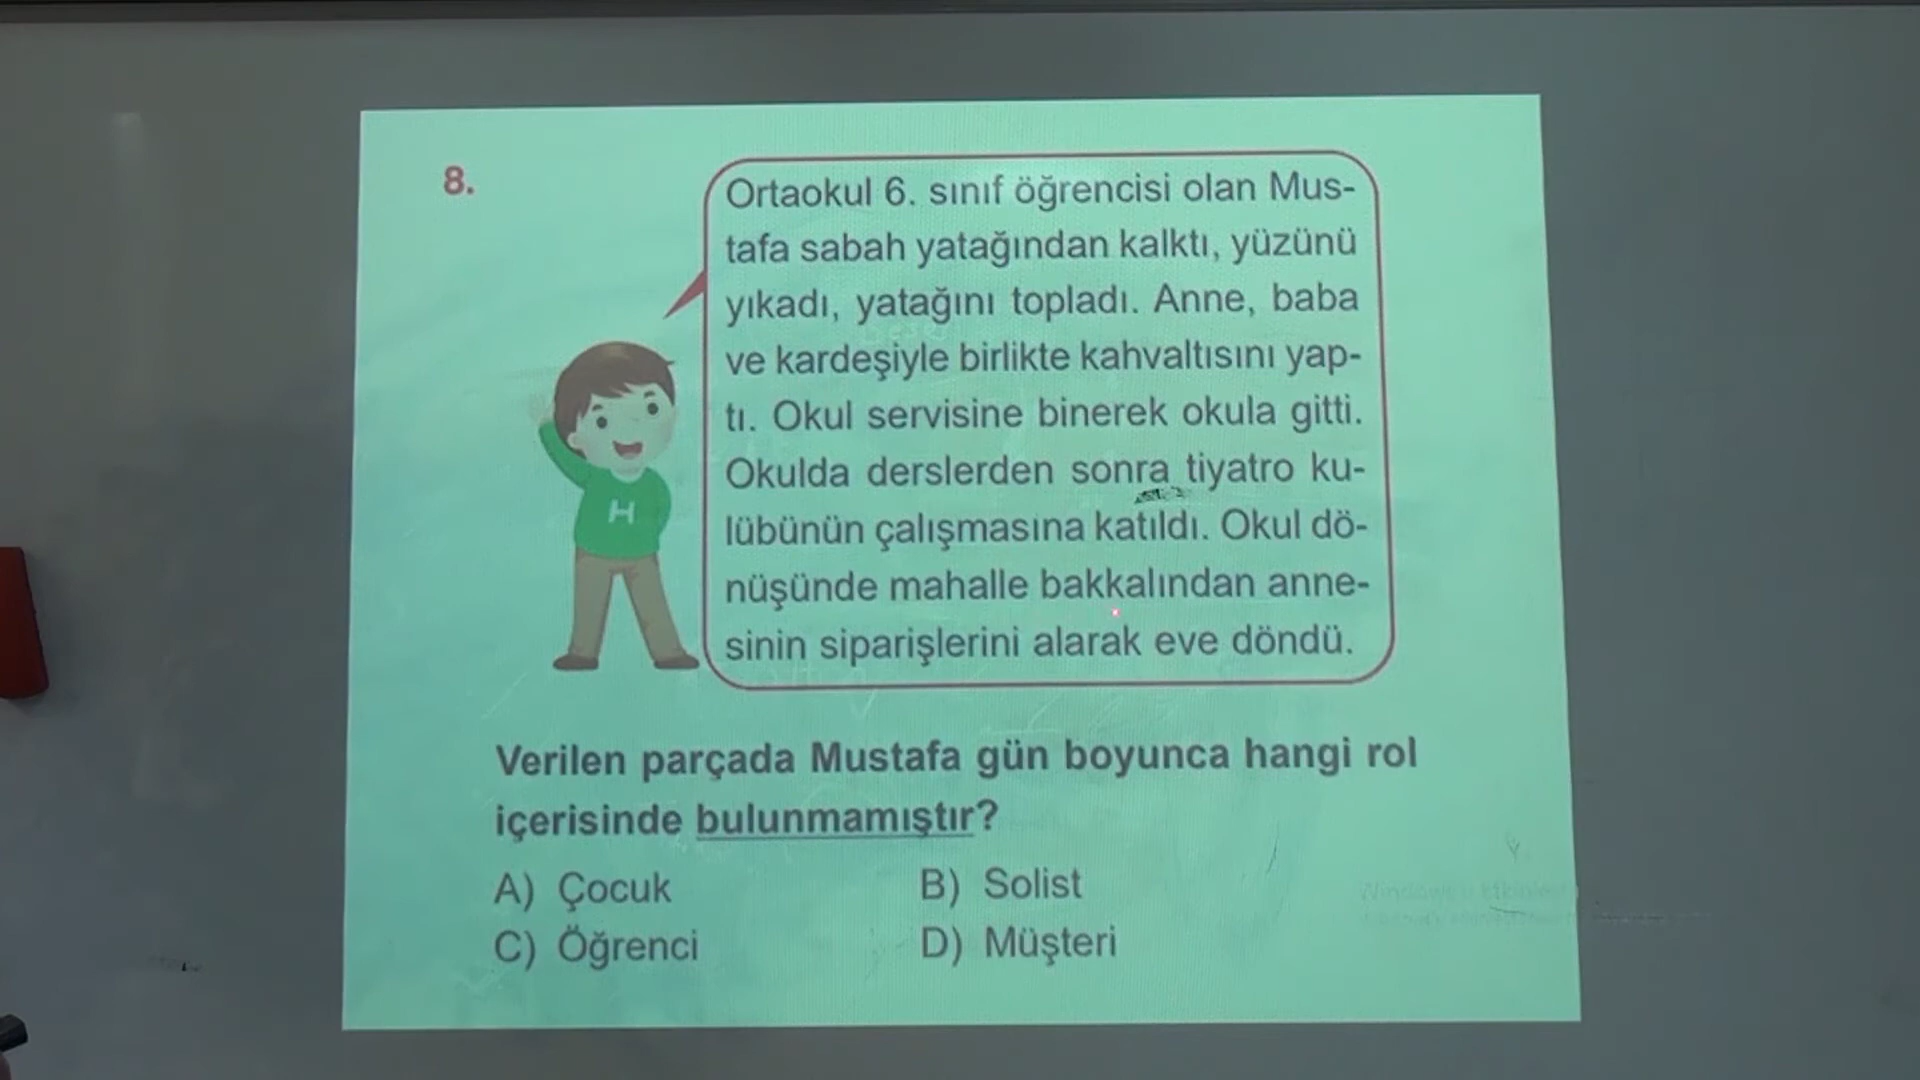 8.
Ortaokul 6. sınıf öğrencisi olan Mus-
tafa sabah yatağından kalktı, yüzünü
yıkadı, yatağını topladı. Anne, baba
ve kardeşiyle birlikte kahvaltısını yap-
tı. Okul servisine binerek okula gitti.
Okulda derslerden sonra tiyatro ku-
lübünün çalışmasına katıldı. Okul dö-
nüşünde mahalle bakkalından anne-
sinin siparişlerini alarak eve döndü.
H
Verilen parçada Mustafa gün boyunca hangi rol
içerisinde bulunmamıştır?
A) Çocuk
B) Solist
C) Öğrenci
D) Müşteri